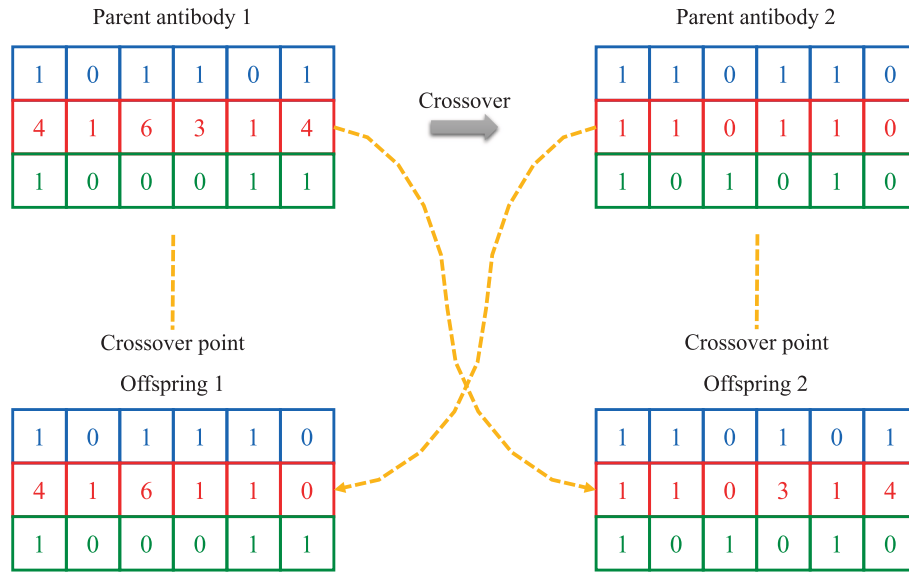 Parent antibody 1
1 0 1 1 0 1
4 1 6 3 1 4
1 0 0 0 1 1
Crossover
Parent antibody 2
1 1 0 1 1 0
1 1 0 1 1 0
1 0 1 0 1 0
Crossover point
Crossover point
Offspring 1
1 0 1 1 1 0
4 1 6 1 1 0
1 0 0 0 1 1
Offspring 2
1 1 0 1 0 1
1 1 0 3 1 4
1 0 1 0 1 0